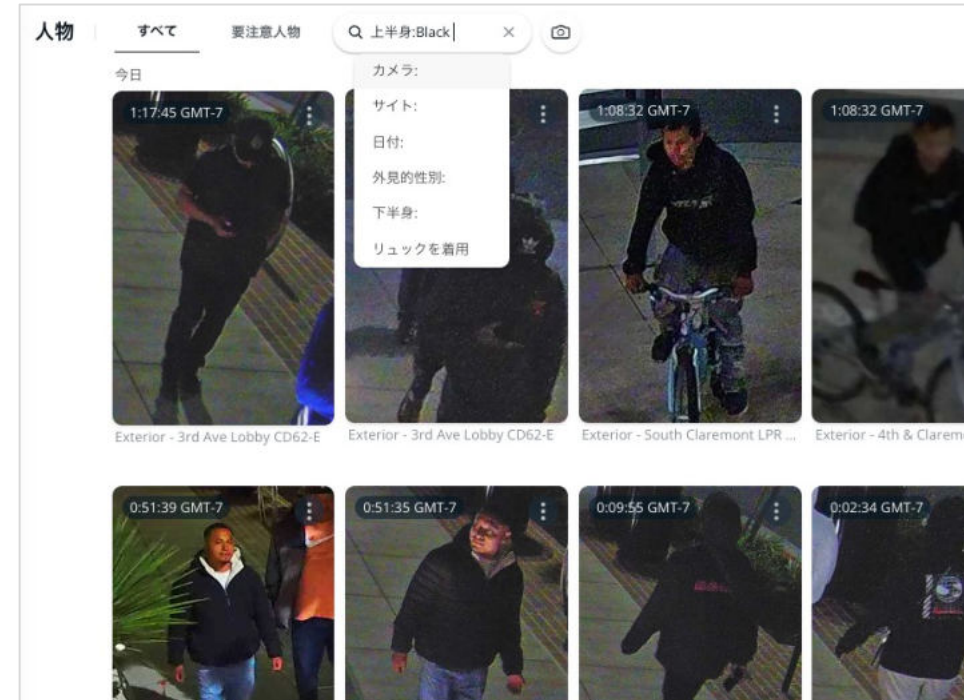 人物
すべて
要注意人物
上半身:Black
カメラ:
サイト:
日付:
外見的性別:
下半身:
リュックを着用
今日
1:17:45 GMT-7
1:08:32 GMT-7
1:08:32 GMT-7
Exterior - 3rd Ave Lobby CD62-E
Exterior - 3rd Ave Lobby CD62-E
Exterior - South Claremont LPR ...
Exterior - 4th & Clarem
0:51:39 GMT-7
0:51:35 GMT-7
0:09:55 GMT-7
0:02:34 GMT-7